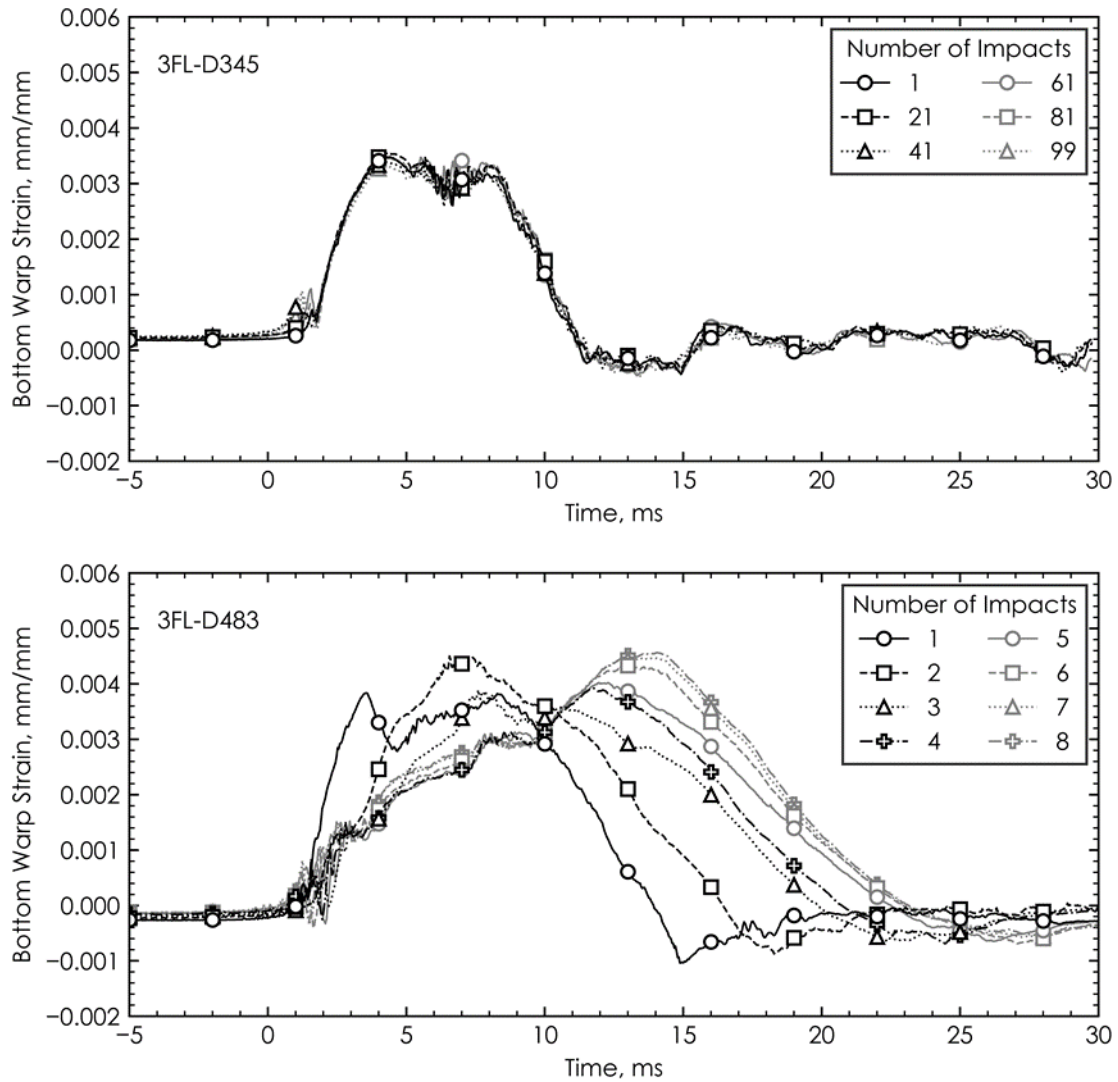 0.006
0.005
0.004
0.003
0.002
0.001
0.000
−0.001
−0.002
Bottom Warp Strain, mm/mm
3FL-D345
Number of Impacts
1 61
21 81
41 99
−5 0 5 10 15 20 25 30
Time, ms
0.006
0.005
0.004
0.003
0.002
0.001
0.000
−0.001
−0.002
Bottom Warp Strain, mm/mm
3FL-D483
Number of Impacts
1 5
2 6
3 7
4 8
−5 0 5 10 15 20 25 30
Time, ms